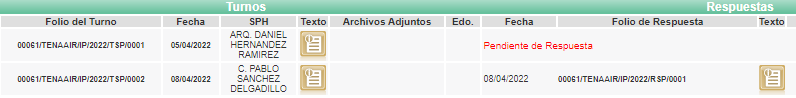 Turnos Respuestas
Folio del Turno Fecha SPH Texto Archivos Adjuntos Edo. Fecha Folio de Respuesta Texto
00061/TENAAIR/IP/2022/TSP/0001 05/04/2022 ARQ. DANIEL HERNANDEZ RAMIREZ Pendiente de Respuesta
00061/TENAAIR/IP/2022/TSP/0002 08/04/2022 C. PABLO SANCHEZ DELGADILLO 08/04/2022 00061/TENAAIR/IP/2022/RSP/0001